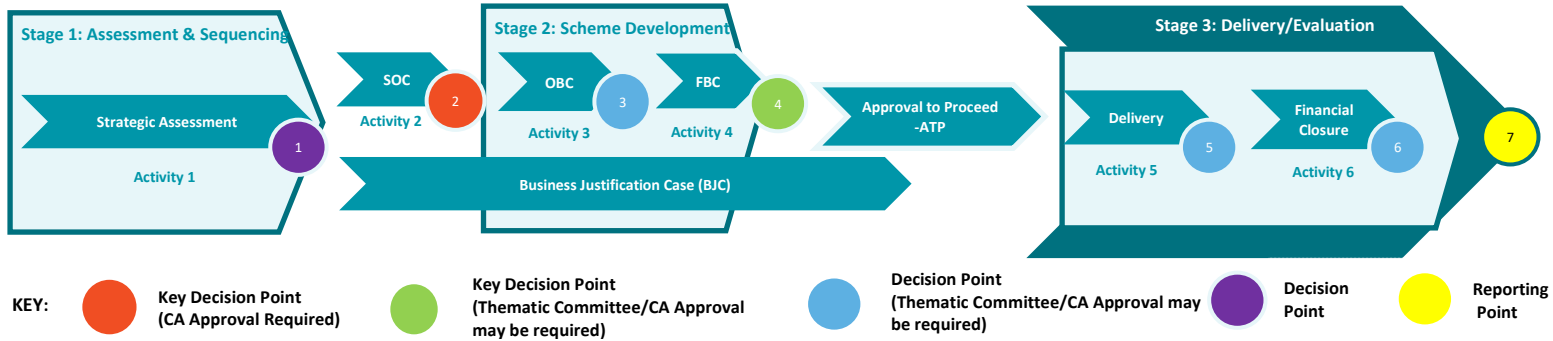 Stage 1: Assessment & Sequencing
Strategic Assessment
1
Activity 1
SOC
2
Activity 2
Stage 2: Scheme Development
OBC
3
Activity 3
FBC
4
Activity 4
Business Justification Case (BJC)
Approval to Proceed
-ATP
Stage 3: Delivery/Evaluation
Delivery
5
Activity 5
Financial
Closure
6
Activity 6
7
KEY:
Key Decision Point
(CA Approval Required)
Key Decision Point
(Thematic Committee/CA Approval
may be required)
Decision Point
(Thematic Committee/CA Approval may
be required)
Decision
Point
Reporting
Point